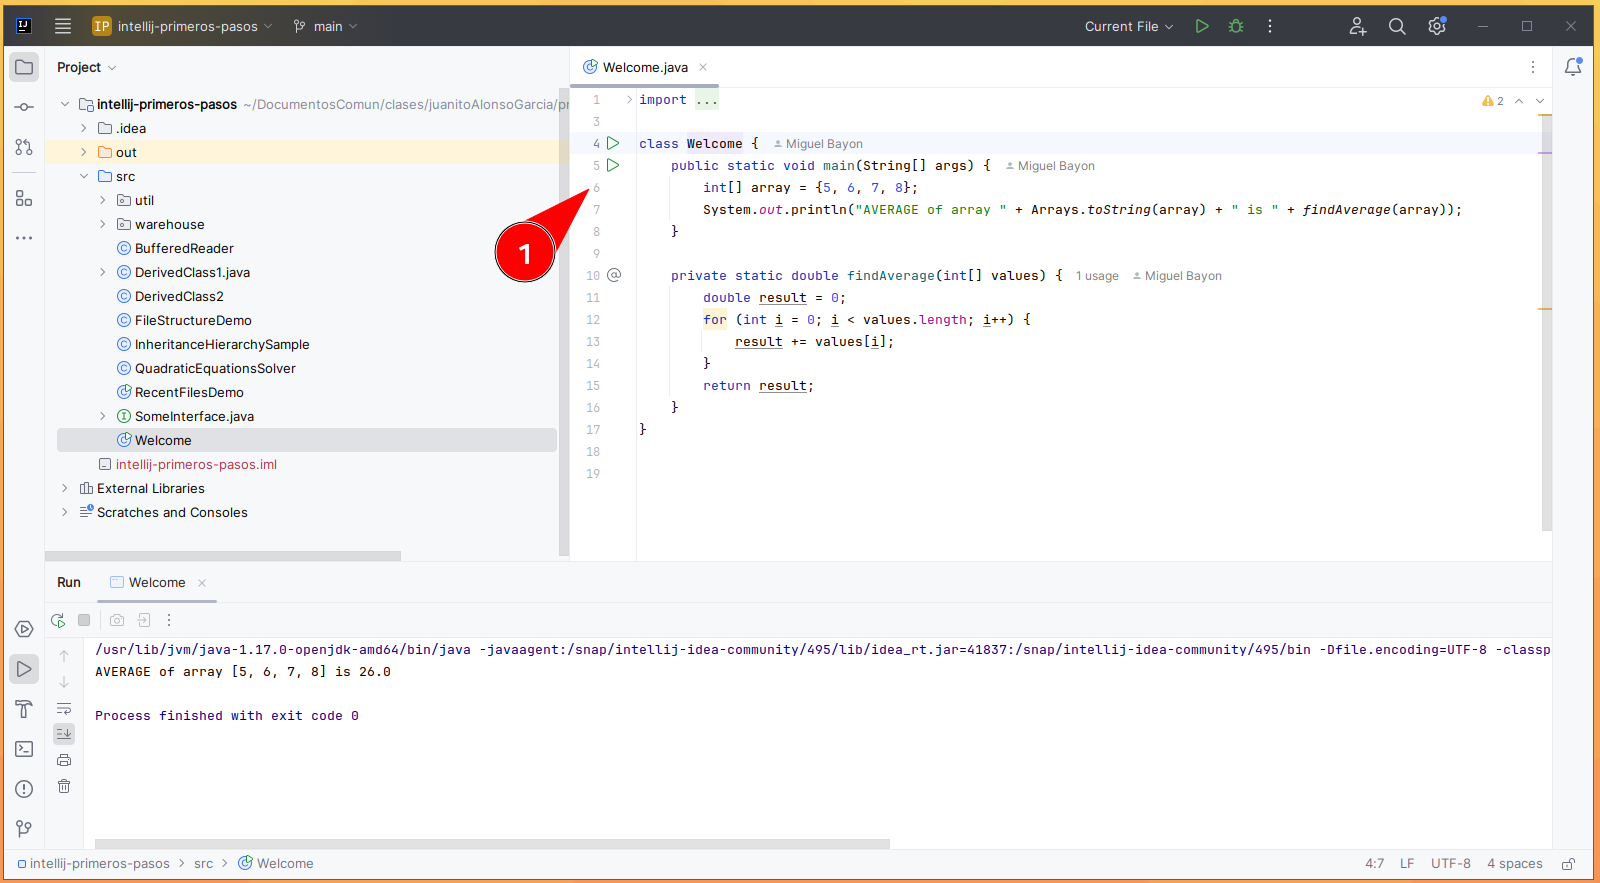 IP intellij-primeros-pasos main Current File
Project
intellij-primeros-pasos ~/DocumentosComun/clases/juanitoAlonsoGarcia/pr
.idea
out
src
util
warehouse
BufferedReader
DerivedClass1.java
DerivedClass2
FileStructureDemo
InheritanceHierarchySample
QuadraticEquationsSolver
RecentFilesDemo
SomeInterface.java
Welcome
intellij-primeros-pasos.iml
External Libraries
Scratches and Consoles
Welcome.java
2
1 import ...
3
4 class Welcome { Miguel Bayon
5 public static void main(String[] args) { Miguel Bayon
6 int[] array = {5, 6, 7, 8};
7 System.out.println("AVERAGE of array " + Arrays.toString(array) + " is " + findAverage(array));
8 }
9
10 private static double findAverage(int[] values) { 1 usage Miguel Bayon
11 double result = 0;
12 for (int i = 0; i < values.length; i++) {
13 result += values[i];
14 }
15 return result;
16 }
17 }
18
19
1
Run Welcome
/usr/lib/jvm/java-1.17.0-openjdk-amd64/bin/java -javaagent:/snap/intellij-idea-community/495/lib/idea_rt.jar=41837:/snap/intellij-idea-community/495/bin -Dfile.encoding=UTF-8 -classp
AVERAGE of array [5, 6, 7, 8] is 26.0
Process finished with exit code 0
intellij-primeros-pasos > src > Welcome 4:7 LF UTF-8 4 spaces